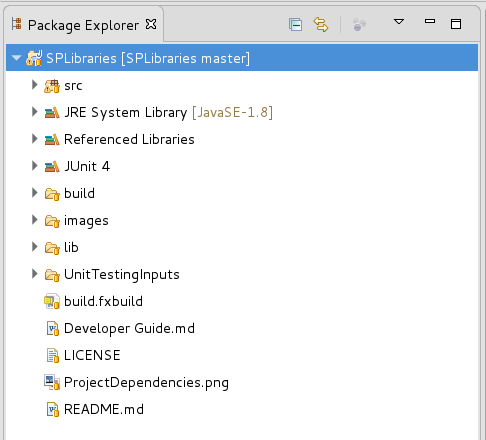 Package Explorer
SPLibraries [SPLibraries master]
src
JRE System Library [JavaSE-1.8]
Referenced Libraries
JUnit 4
build
images
lib
UnitTestingInputs
build.fxbuild
Developer Guide.md
LICENSE
ProjectDependencies.png
README.md